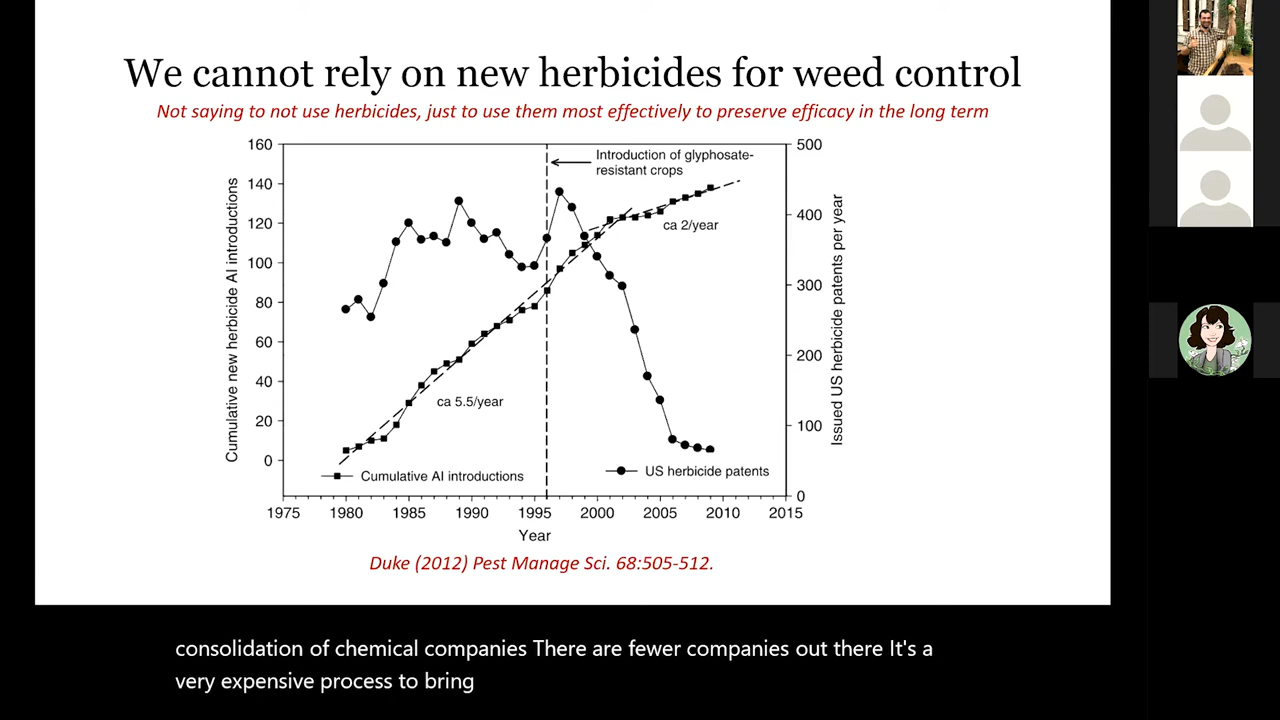 We cannot rely on new herbicides for weed control
Not saying to not use herbicides, just to use them most effectively to preserve efficacy in the long term
160
140
120
100
80
60
40
20
0
Cumulative new herbicide AI introductions
500
400
300
200
100
0
Issued US herbicide patents per year
Introduction of glyphosate-
resistant crops
ca 2/year
ca 5.5/year
Cumulative AI introductions
US herbicide patents
1975 1980 1985 1990 1995 2000 2005 2010 2015
Year
Duke (2012) Pest Manage Sci. 68:505-512.
consolidation of chemical companies There are fewer companies out there It's a
very expensive process to bring